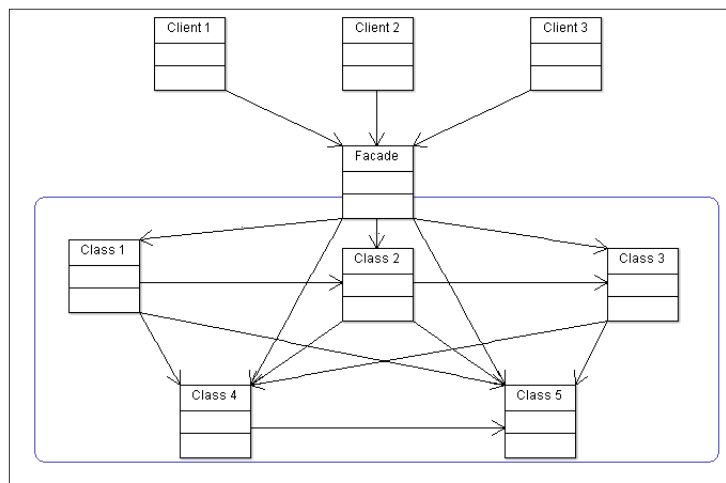 Client 1
Client 2
Client 3
Facade
Class 1
Class 2
Class 3
Class 4
Class 5